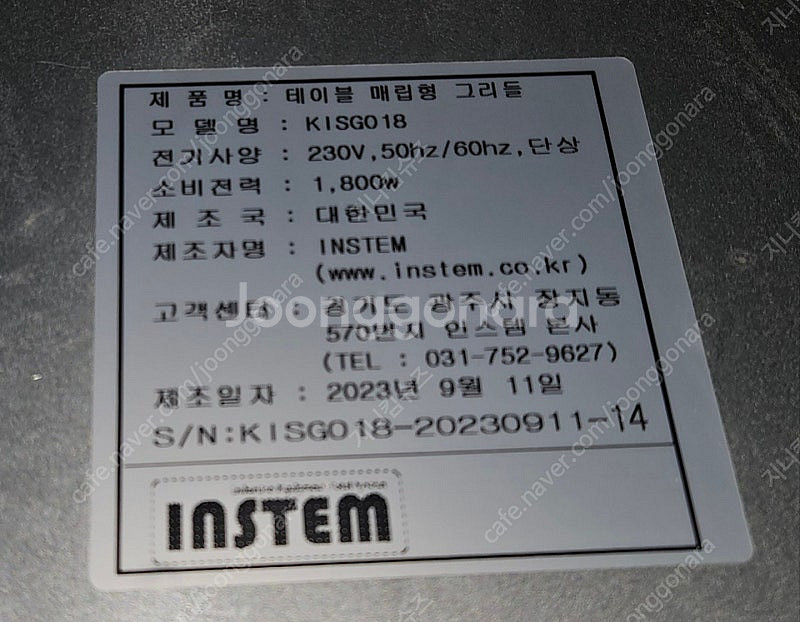 제 품 명 : 테이블 매립형 그리들
모 델 명 : KISG018
전기사양 : 230V,50hz/60hz,단상
소비전력 : 1,800w
제 조 국 : 대한민국
제조자명 : INSTEM
(www.instem.co.kr)
고객센터 : 경기도 광주시 장지동
570번지 인스템 본사
(TEL : 031-752-9627)
제조일자 : 2023년 9월 11일
S/N:KISG018-20230911-14
INSTEM
Joonggonara
cafe.naver.com/joonggonara